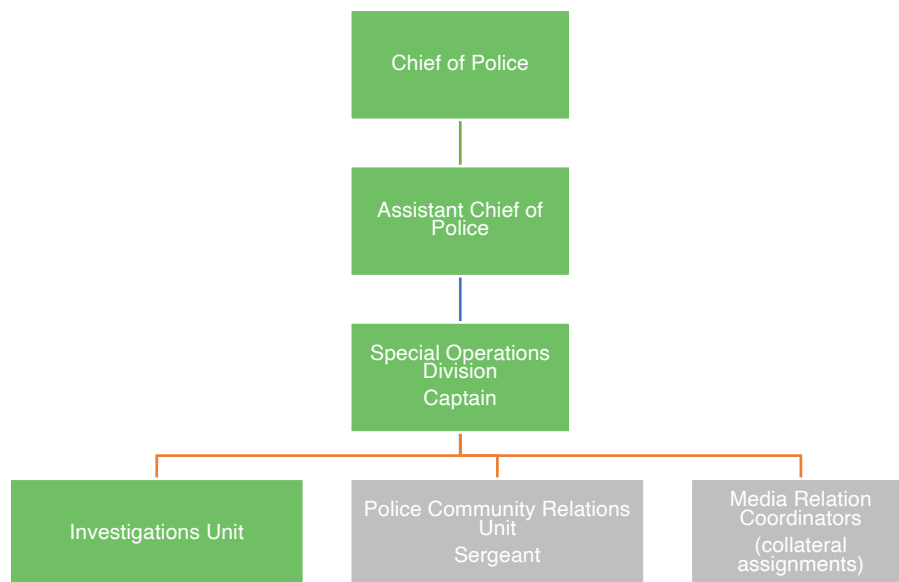 Chief of Police
Assistant Chief of
Police
Special Operations
Division
Captain
Investigations Unit
Police Community Relations
Unit
Sergeant
Media Relation
Coordinators
(collateral
assignments)